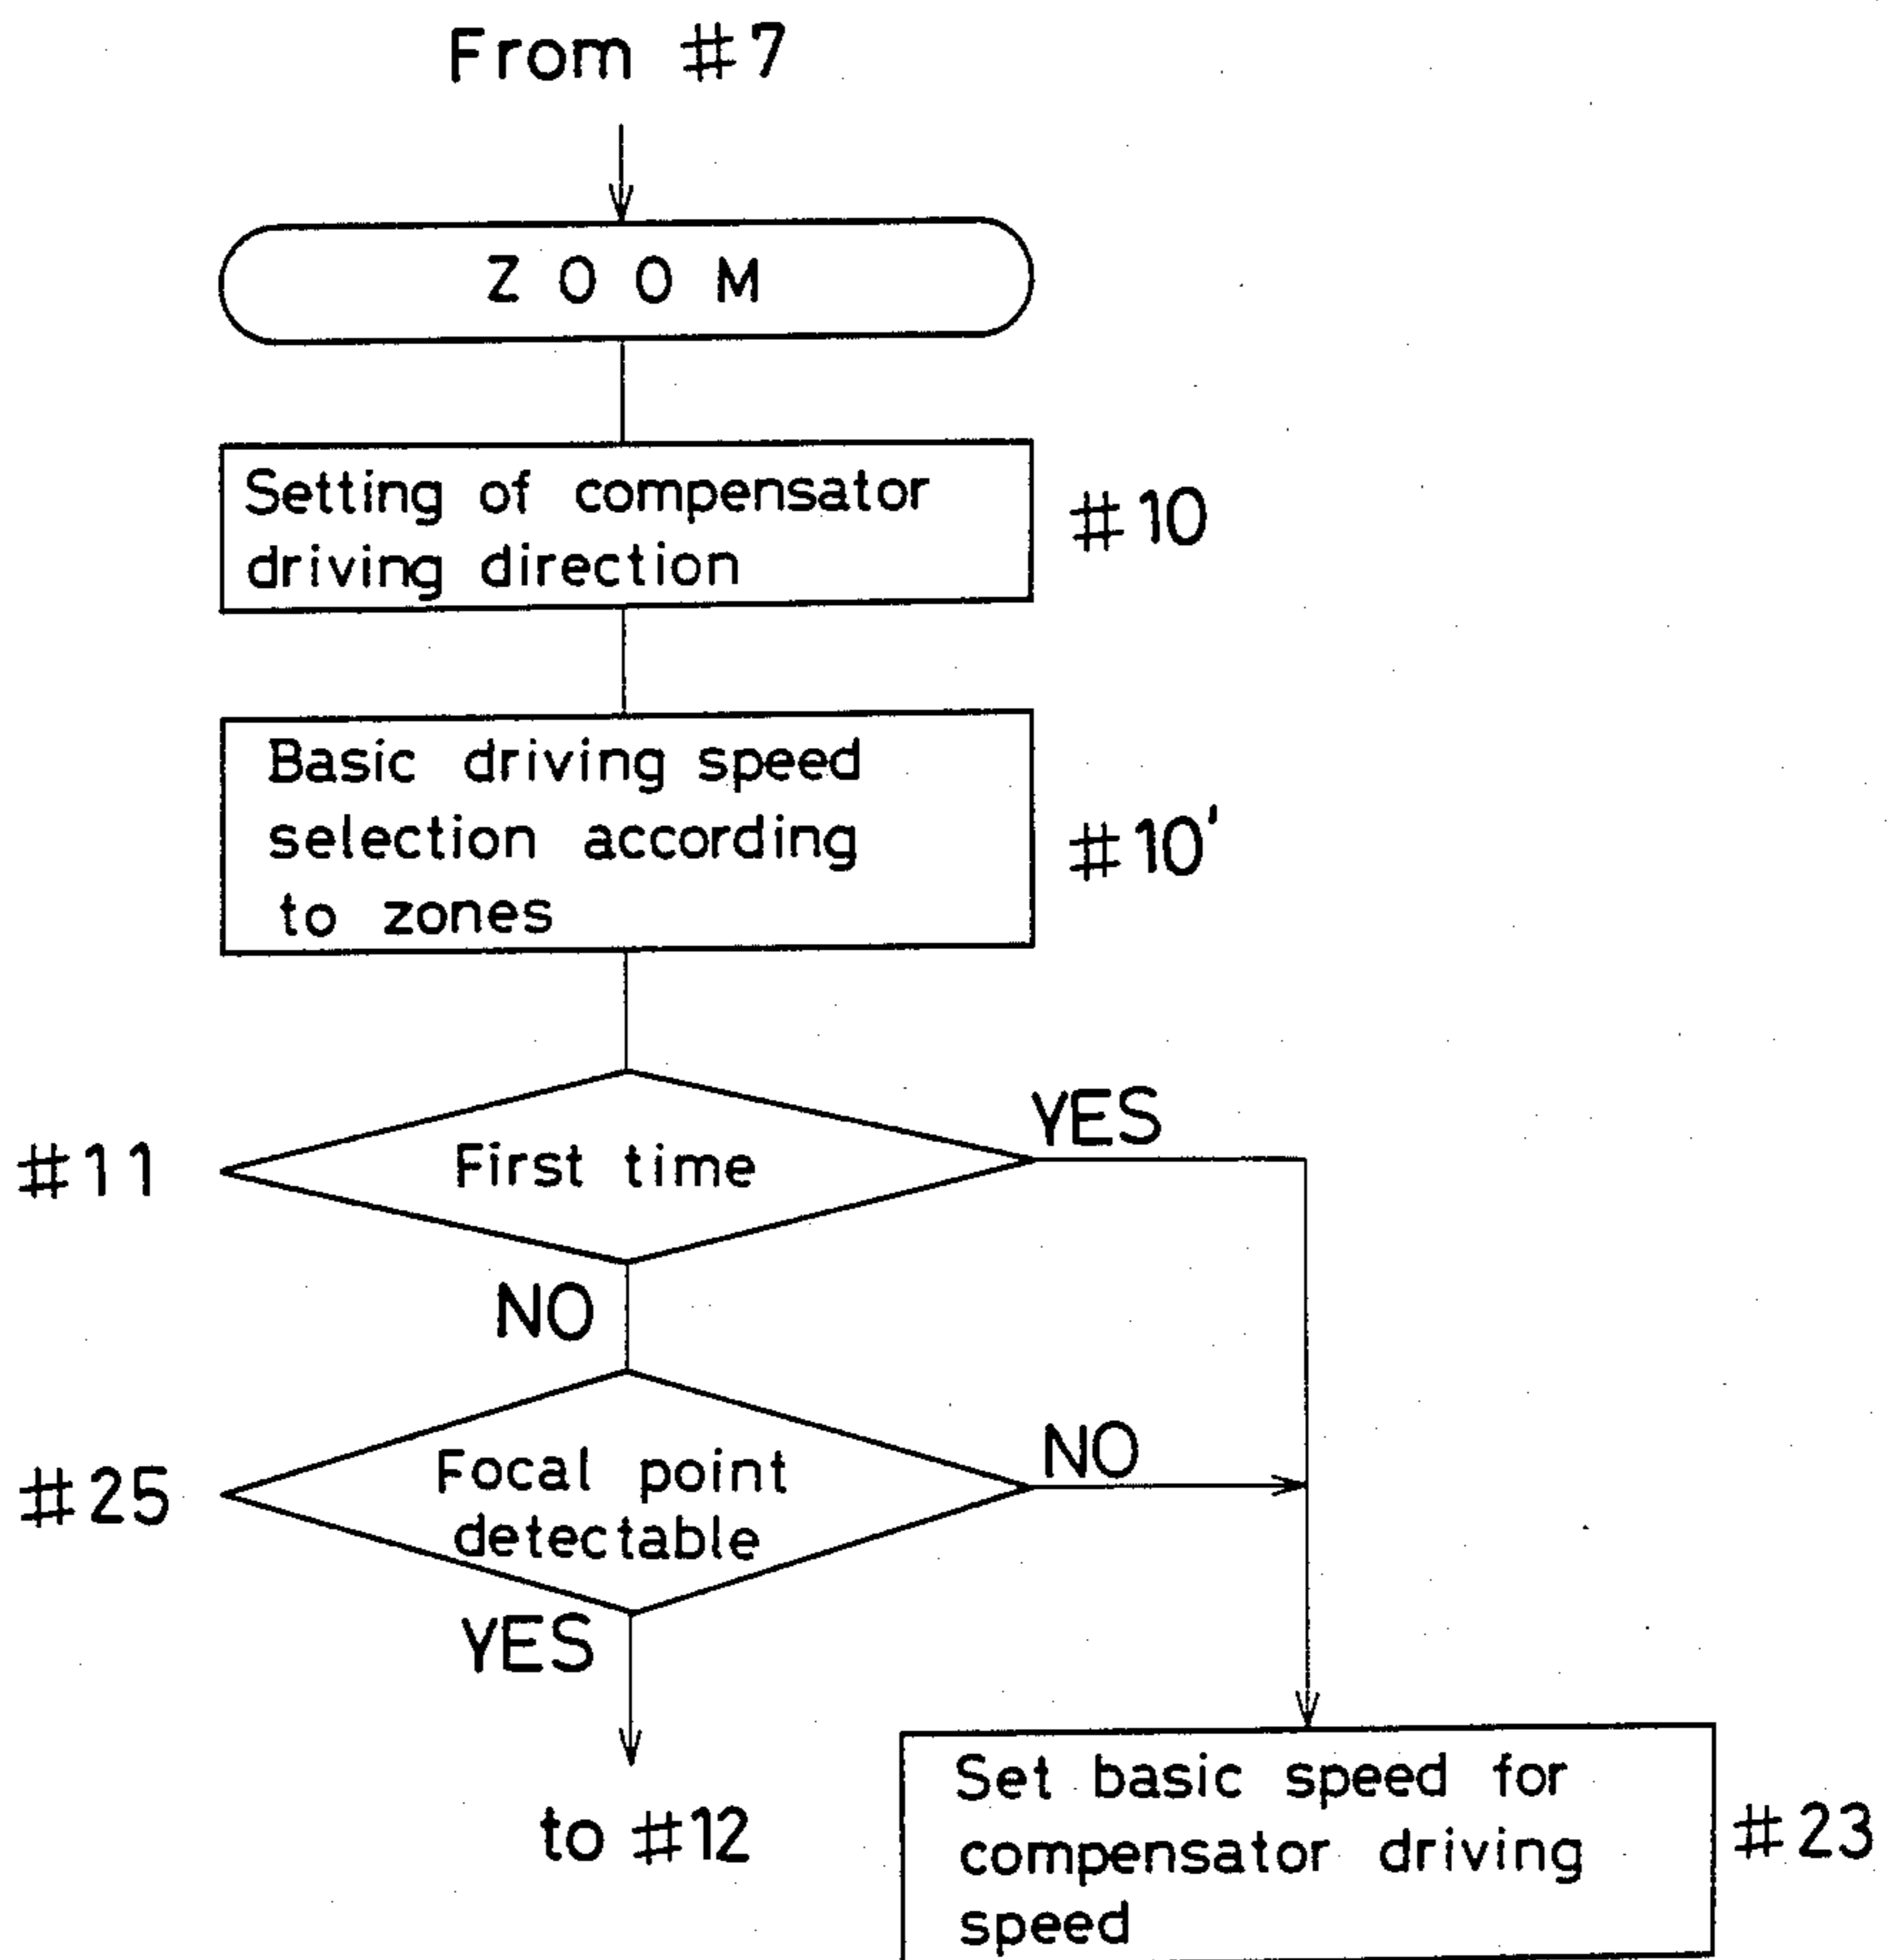 From #7
Z O O M
Setting of compensator
driving direction
#10
Basic driving speed
selection according
to zones
#10'
#11
First time
YES
NO
#25
Focal point
detectable
NO
YES
to #12
Set basic speed for
compensator driving
speed
#23